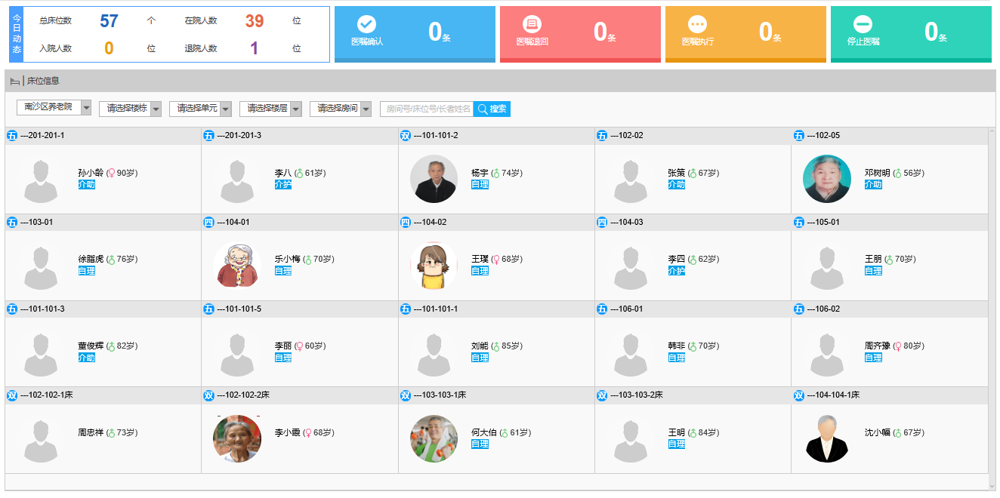 今日动态
总床位数 57 个 在院人数 39 位
入院人数 0 位 退院人数 1 位
医嘱确认 0条
医嘱退回 0条
医嘱执行 0条
停止医嘱 0条
床位信息
南沙区养老院 请选择楼栋 请选择单元 请选择楼层 请选择房间 房间号/床位号/长者姓名 搜索
五 ---201-201-1 五 ---201-201-3 双 ---101-101-2 五 ---102-02 五 ---102-05
孙小龄 (♀90岁) 李八 (♂61岁) 杨宇 (♂74岁) 张策 (♂67岁) 邓树明 (♂56岁)
介助 介护 自理 介助 介助
五 ---103-01 四 ---104-01 四 ---104-02 四 ---104-03 五 ---105-01
徐脂虎 (♂76岁) 乐小梅 (♂70岁) 王璞 (♀68岁) 李四 (♂62岁) 王朋 (♂70岁)
自理 自理 自理 介护 自理
五 ---101-101-3 五 ---101-101-5 五 ---101-101-1 五 ---106-01 五 ---106-02
董俊辉 (♂82岁) 李丽 (♀60岁) 刘能 (♂85岁) 韩非 (♂70岁) 周齐豫 (♀80岁)
介助 自理 自理 自理 自理
双 ---102-102-1床 双 ---102-102-2床 双 ---103-103-1床 双 ---103-103-2床 双 ---104-104-1床
周忠祥 (♂73岁) 李小霞 (♀68岁) 何大伯 (♂61岁) 王明 (♂84岁) 沈小幅 (♂67岁)
自理 自理